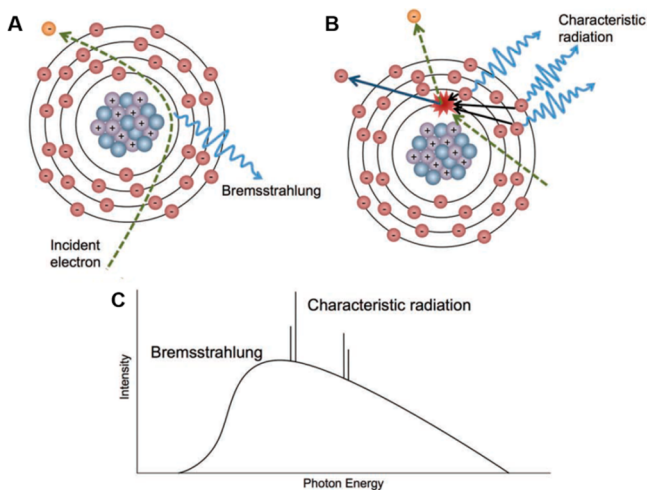 A
B
Characteristic
radiation
Bremsstrahlung
Incident
electron
C
Characteristic radiation
Bremsstrahlung
Intensity
Photon Energy